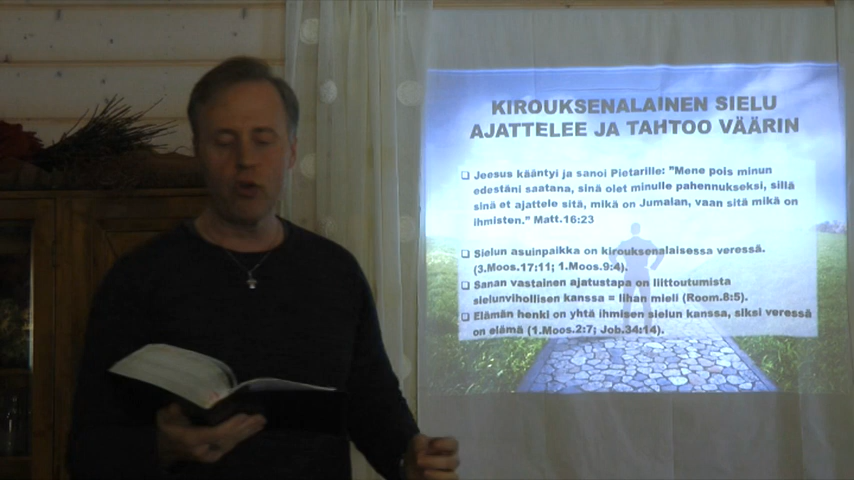 KIROUKSENALAINEN SIELU
AJATTELEE JA TAHTOO VÄÄRIN
❑ Jeesus kääntyi ja sanoi Pietarille: "Mene pois minun
edestäni saatana, sinä olet minulle pahennukseksi, sillä
sinä et ajattele sitä, mikä on Jumalan, vaan sitä mikä on
ihmisten." Matt.16:23
❑ Sielun asuinpaikka on kirouksenalaisessa veressä.
(3.Moos.17:11; 1.Moos.9:4).
❑ Sanan vastainen ajatustapa on liittoutumista
sielunvihollisen kanssa = lihan mieli (Room.8:5).
❑ Elämän henki on yhtä ihmisen sielun kanssa, siksi veressä
on elämä (1.Moos.2:7; Job.34:14).